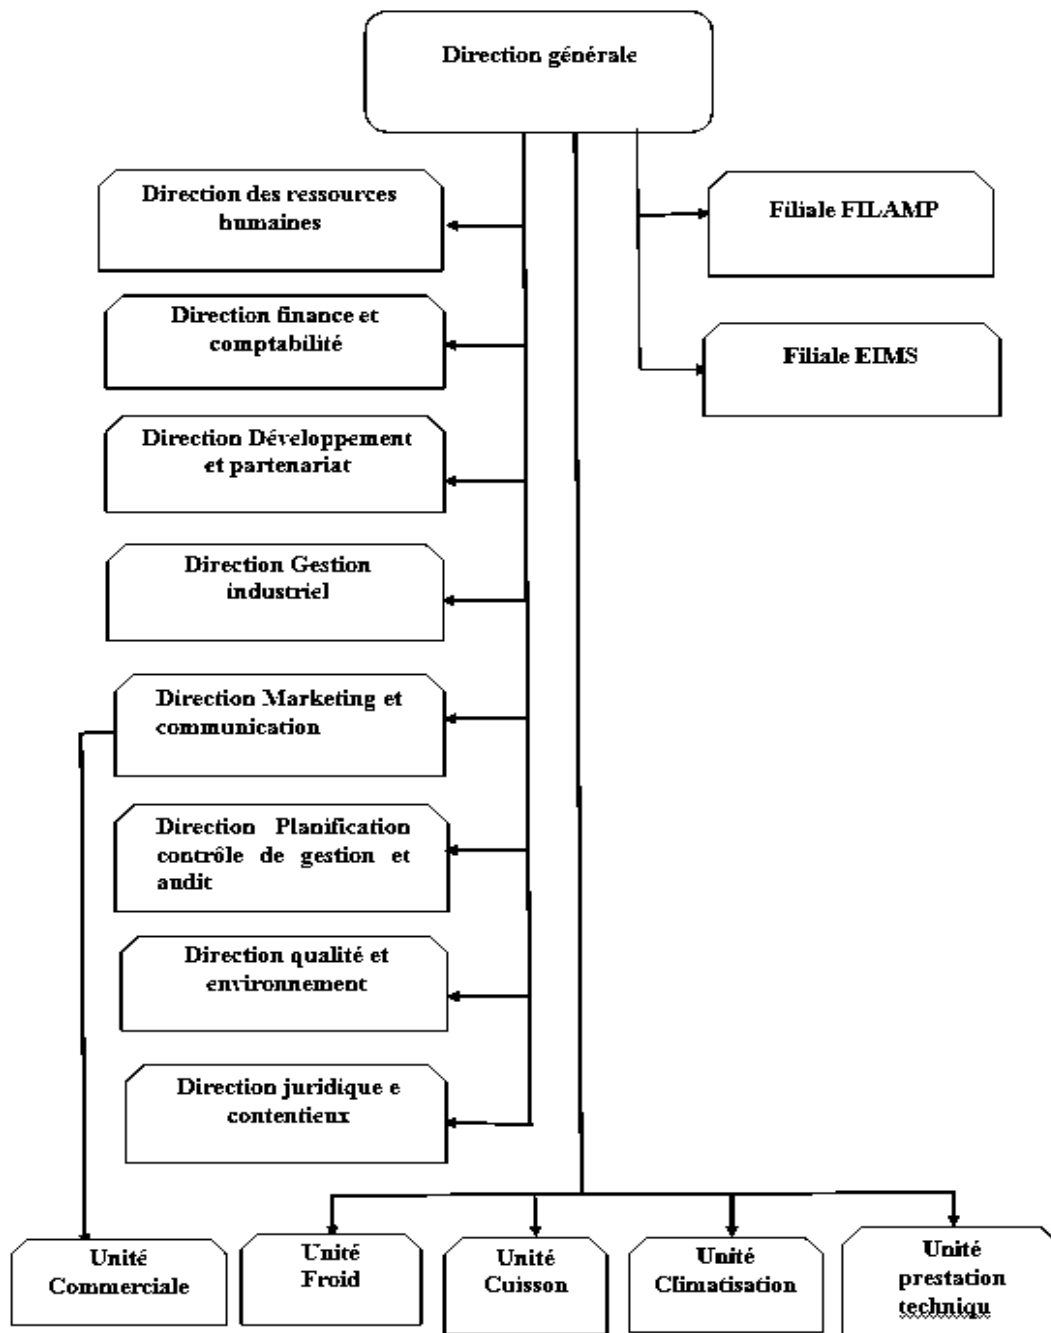 Direction générale
Direction des ressources
humaines
Filiale FILAMP
Direction finance et
comptabilité
Filiale EIMS
Direction Développement
et partenariat
Direction Gestion
industriel
Direction Marketing et
communication
Direction Planification
contrôle de gestion et
audit
Direction qualité et
environnement
Direction juridique e
contentieux
Unité
Commerciale
Unité
Froid
Unité
Cuisson
Unité
Climatisation
Unité
prestation
techniqu